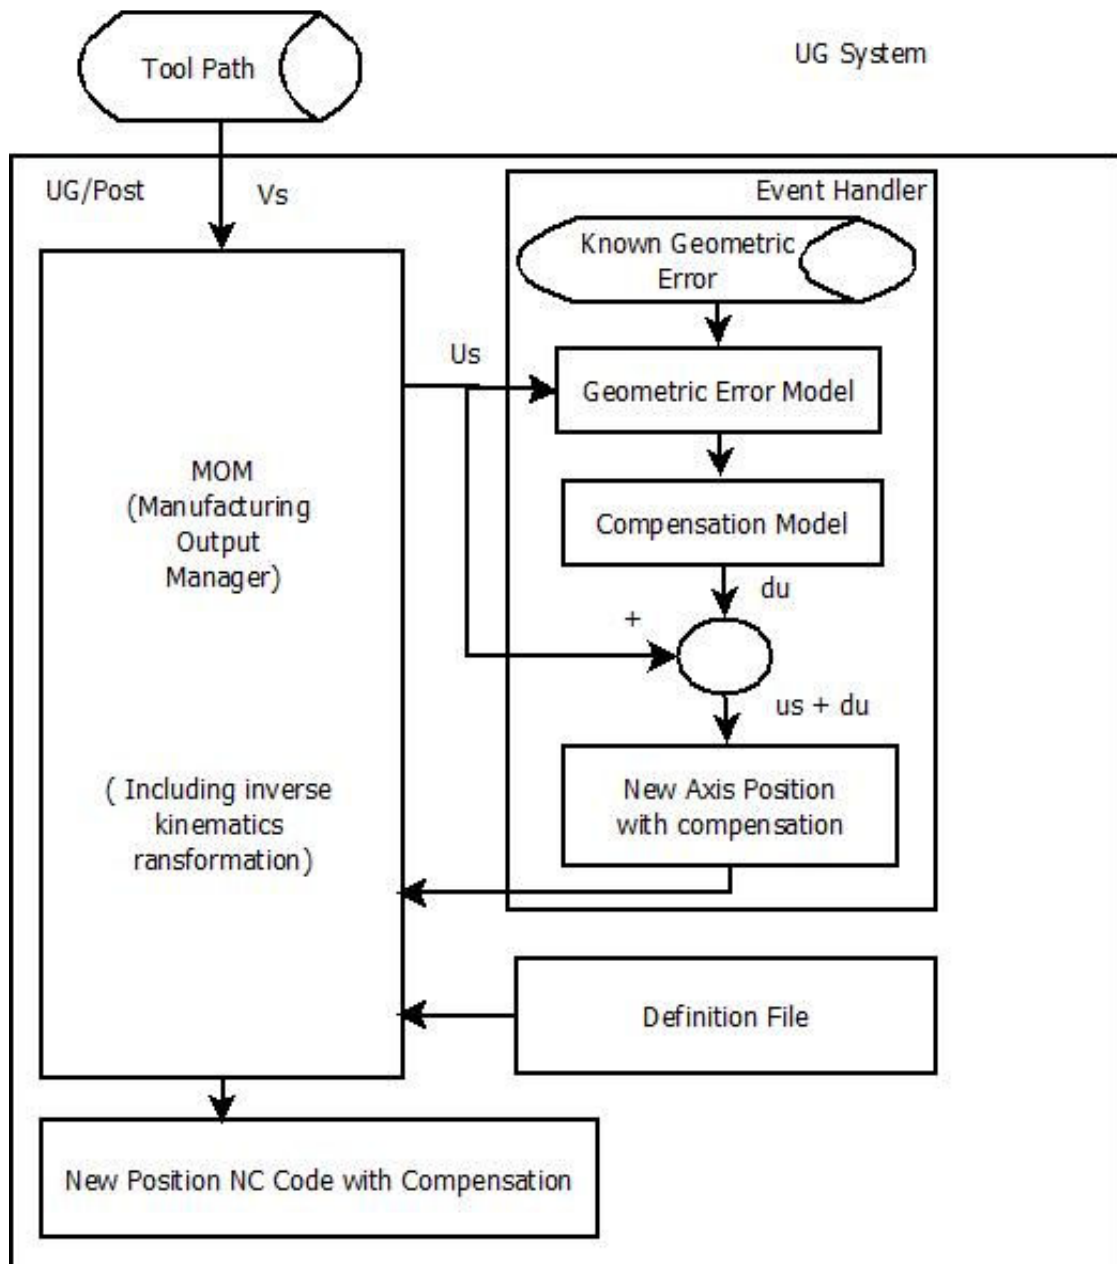 Tool Path
UG System
UG/Post
Vs
Event Handler
Known Geometric
Error
Us
Geometric Error Model
MOM
(Manufacturing
Output
Manager)
Compensation Model
du
+
us + du
( Including inverse
kinematics
ransformation)
New Axis Position
with compensation
Definition File
New Position NC Code with Compensation